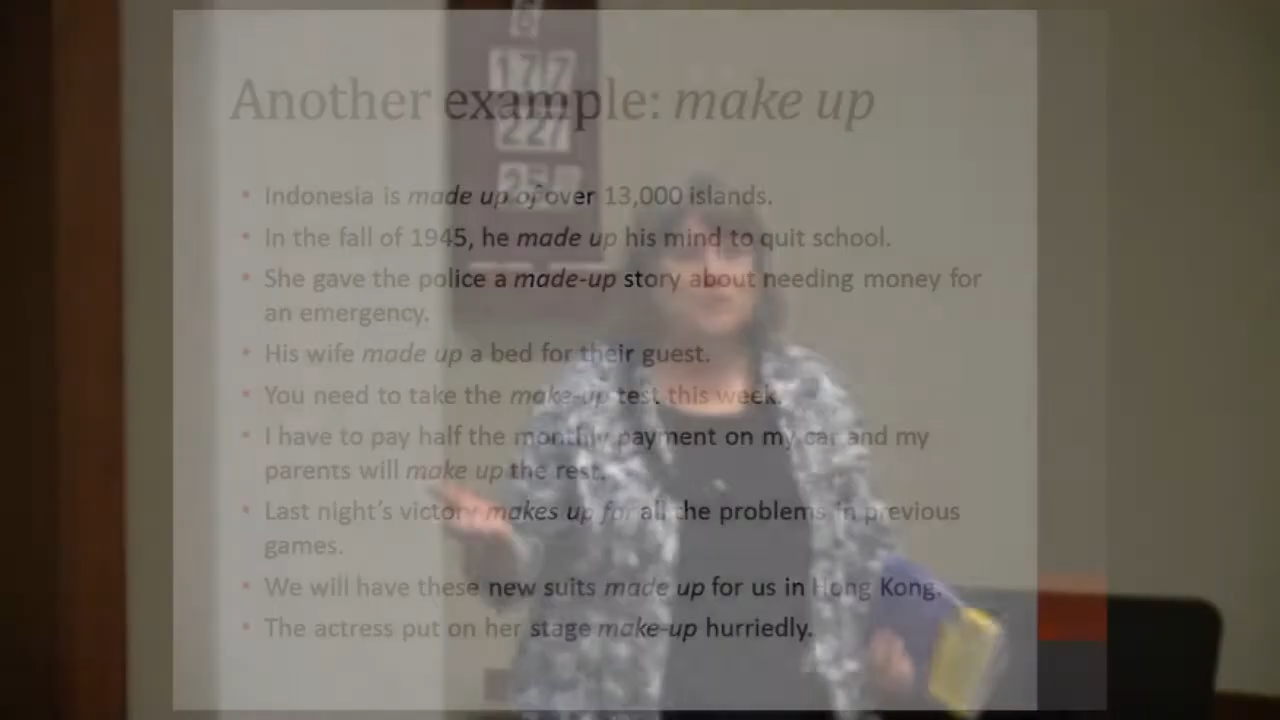 6
177
227
25
Another example: make up
• Indonesia is made up of over 13,000 islands.
• In the fall of 1945, he made up his mind to quit school.
• She gave the police a made-up story about needing money for
an emergency.
• His wife made up a bed for their guest.
• You need to take the make-up test this week.
• I have to pay half the monthly payment on my car and my
parents will make up the rest.
• Last night's victory makes up for all the problems in previous
games.
• We will have these new suits made up for us in Hong Kong.
• The actress put on her stage make-up hurriedly.